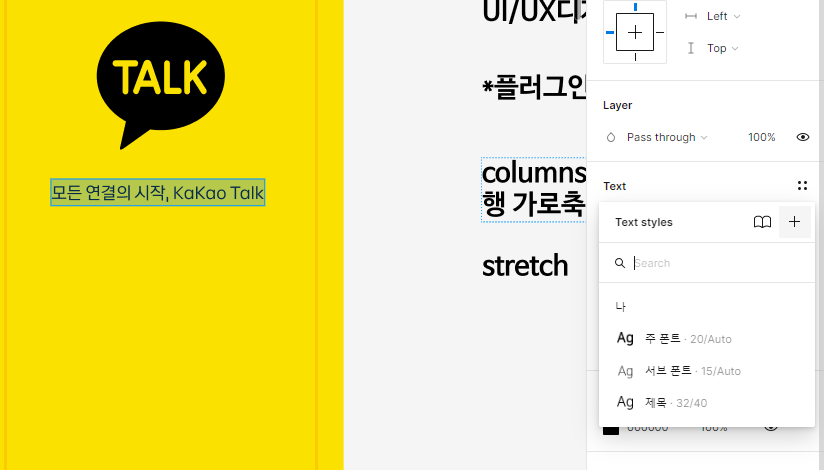 TALK
모든 연결의 시작, KaKao Talk
UI/UX디
*플러그인
columns
행 가로축
stretch
Left
Top
Layer
Pass through
100%
Text
Text styles
Search
나
Ag 주 폰트 · 20/Auto
Ag 서브 폰트 · 15/Auto
Ag 제목 · 32/40
000000
100%